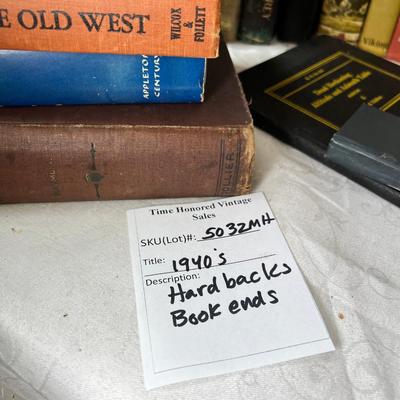 E OLD WEST
WILCOX
&
FOLLETT
APPLETON
CENTURY
COLLIER
Time Honored Vintage
Sales
SKU(Lot)#: 5032MH
Title: 1940's
Description:
Hard backs
Book ends